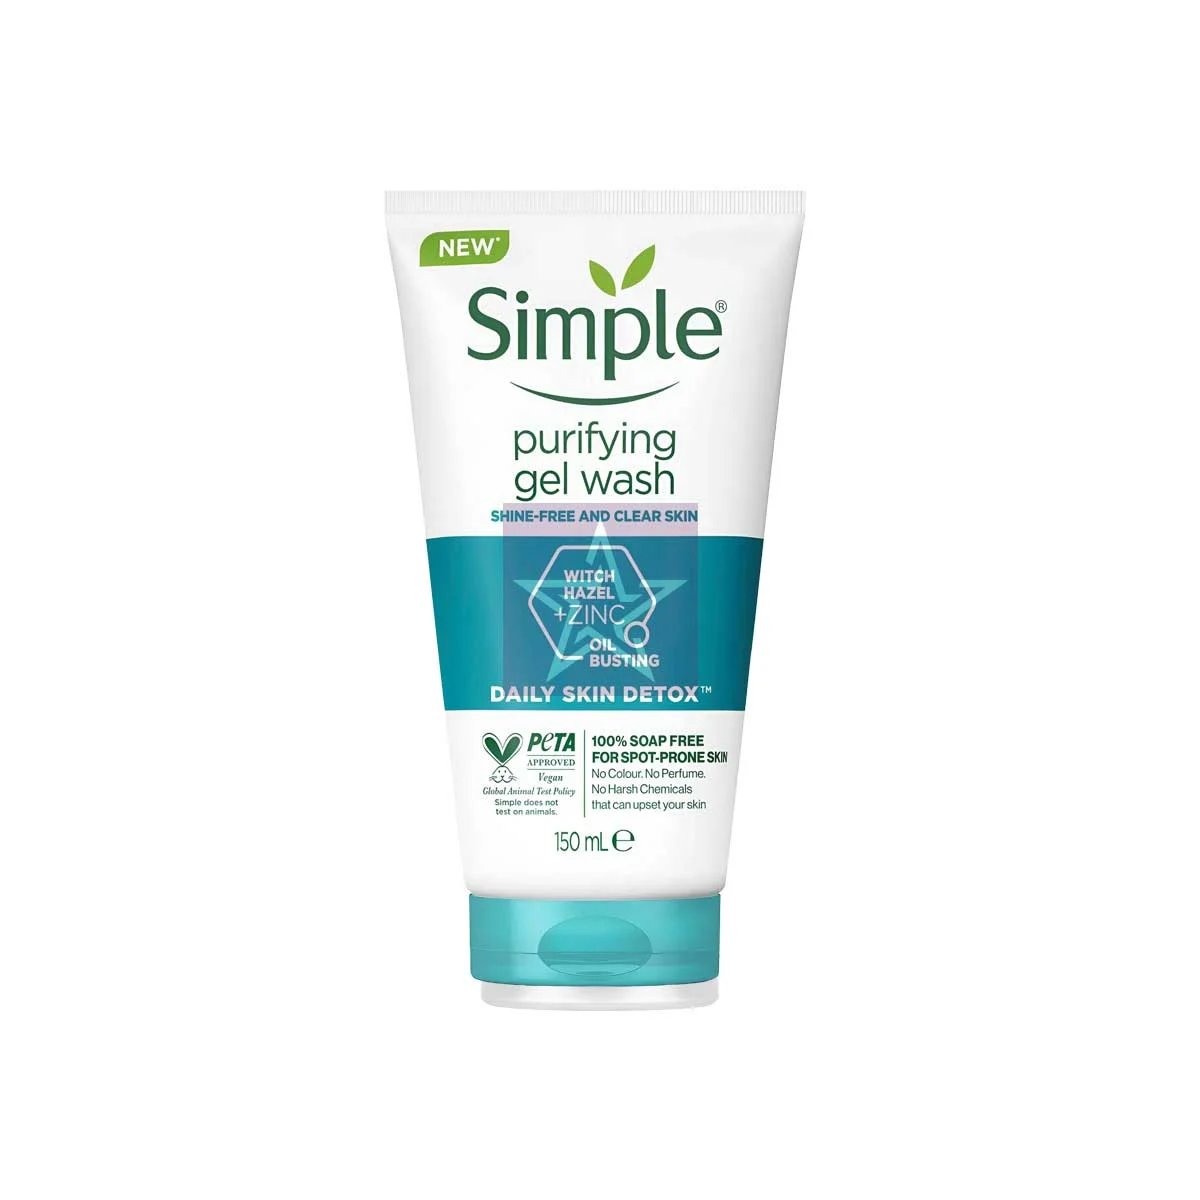 NEW*
Simple®
purifying
gel wash
SHINE-FREE AND CLEAR SKIN
WITCH
HAZEL
+ZINC
OIL
BUSTING
DAILY SKIN DETOX™
PETA
APPROVED
Vegan
Global Animal Test Policy
Simple does not
test on animals.
100% SOAP FREE
FOR SPOT-PRONE SKIN
No Colour. No Perfume.
No Harsh Chemicals
that can upset your skin
150 mL ℮